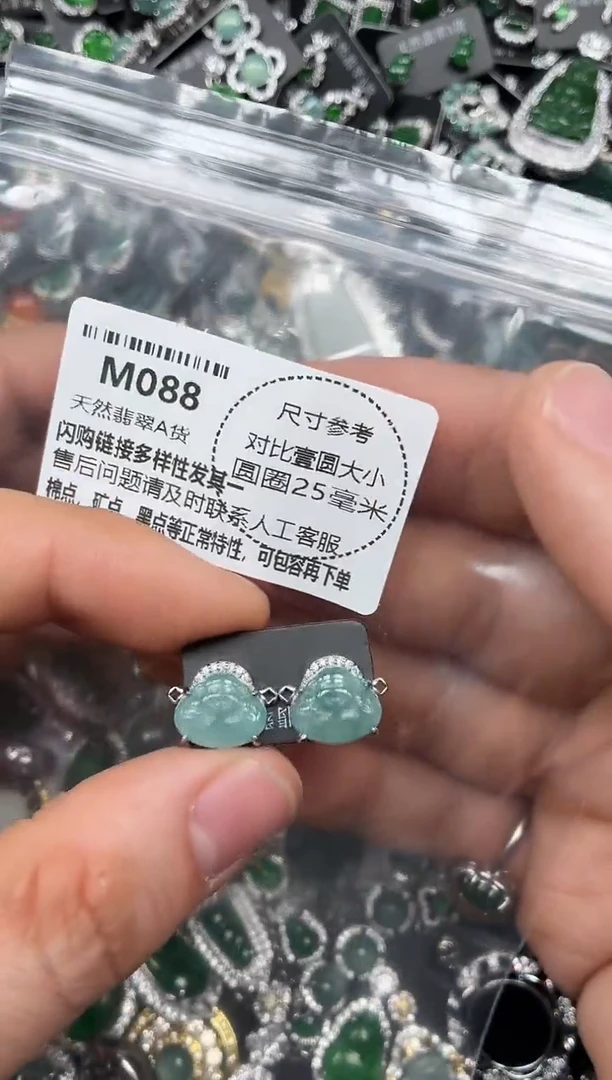 M088
天然翡翠A货
闪购链接多样性发其一
售后问题请及时联系人工客服
棉点、矿点、黑点等正常特性，可包容再下单
尺寸参考
对比壹圆大小
圆圈25毫米